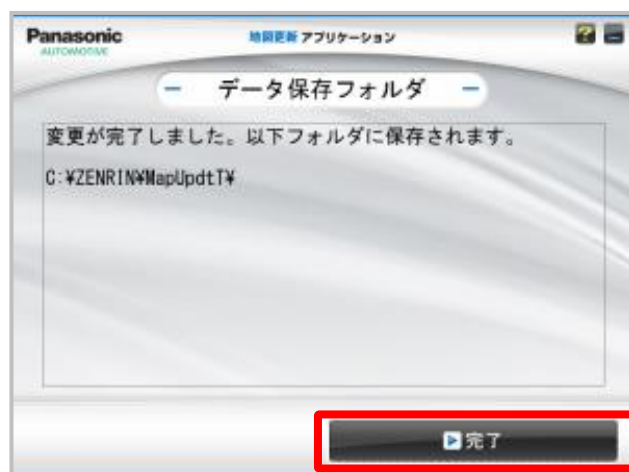 Panasonic
AUTOMOTIVE
地図更新 アプリケーション
データ保存フォルダ
変更が完了しました。以下フォルダに保存されます。
C:¥ZENRIN¥MapUpdtT¥
完了